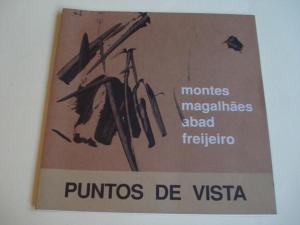 montes
magalhães
abad
freijeiro
PUNTOS DE VISTA